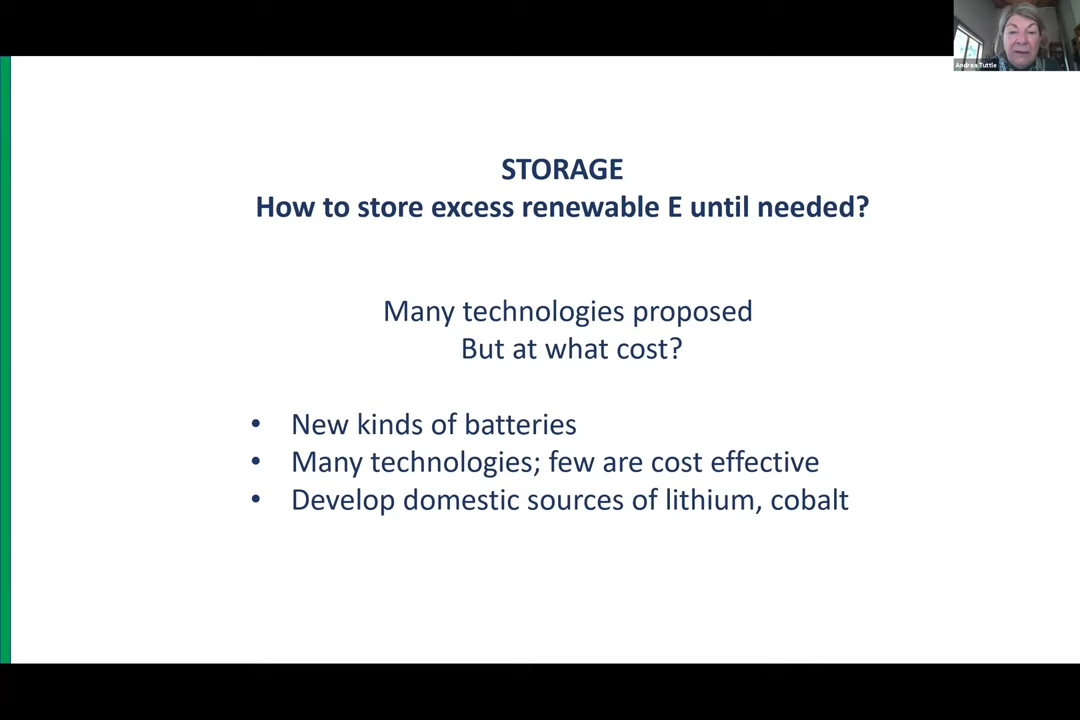 Andrea Tuttle
STORAGE
How to store excess renewable E until needed?
Many technologies proposed
But at what cost?
• New kinds of batteries
• Many technologies; few are cost effective
• Develop domestic sources of lithium, cobalt